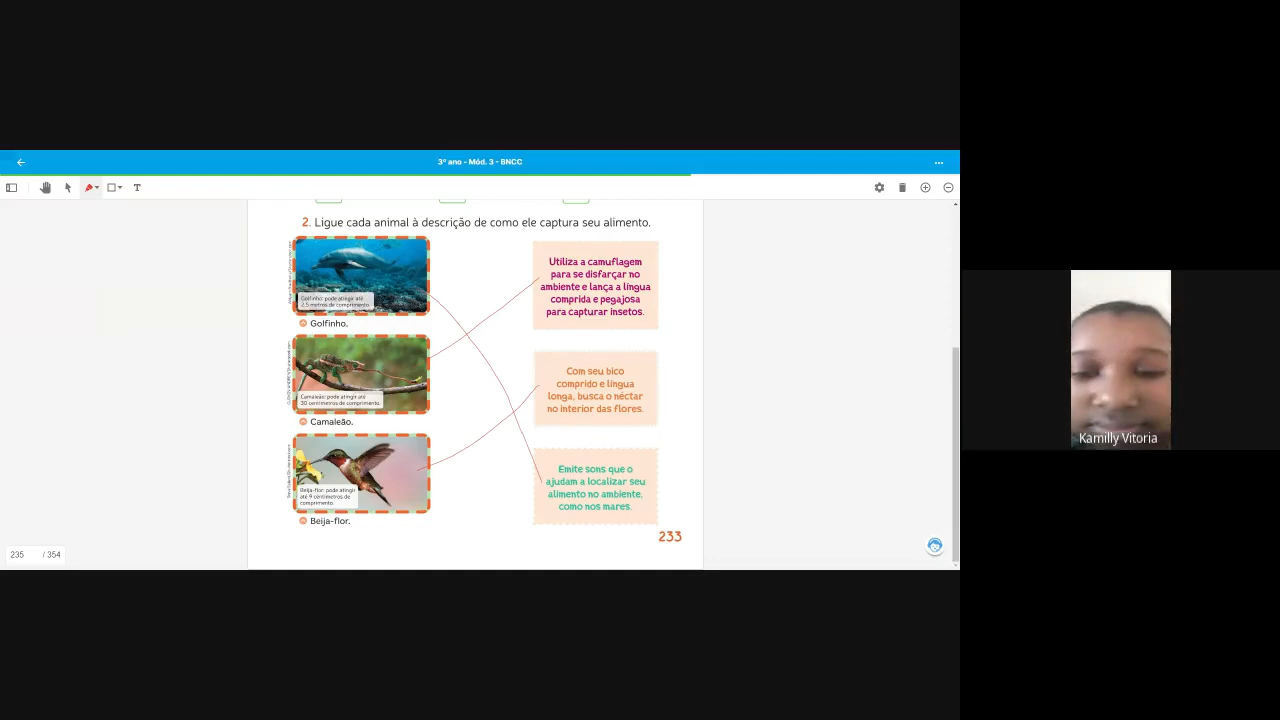 3º ano - Mód. 3 - BNCC
T
2. Ligue cada animal à descrição de como ele captura seu alimento.
Golfinho: pode atingir até
2,5 metros de comprimento.
Golfinho.
Camaleão: pode atingir até
30 centímetros de comprimento.
Camaleão.
Beija-flor: pode atingir
até 9 centímetros de
comprimento.
Beija-flor.
Utiliza a camuflagem
para se disfarçar no
ambiente e lança a língua
comprida e pegajosa
para capturar insetos.
Com seu bico
comprido e língua
longa, busca o néctar
no interior das flores.
Emite sons que o
ajudam a localizar seu
alimento no ambiente,
como nos mares.
233
235 / 354
Kamilly Vitoria